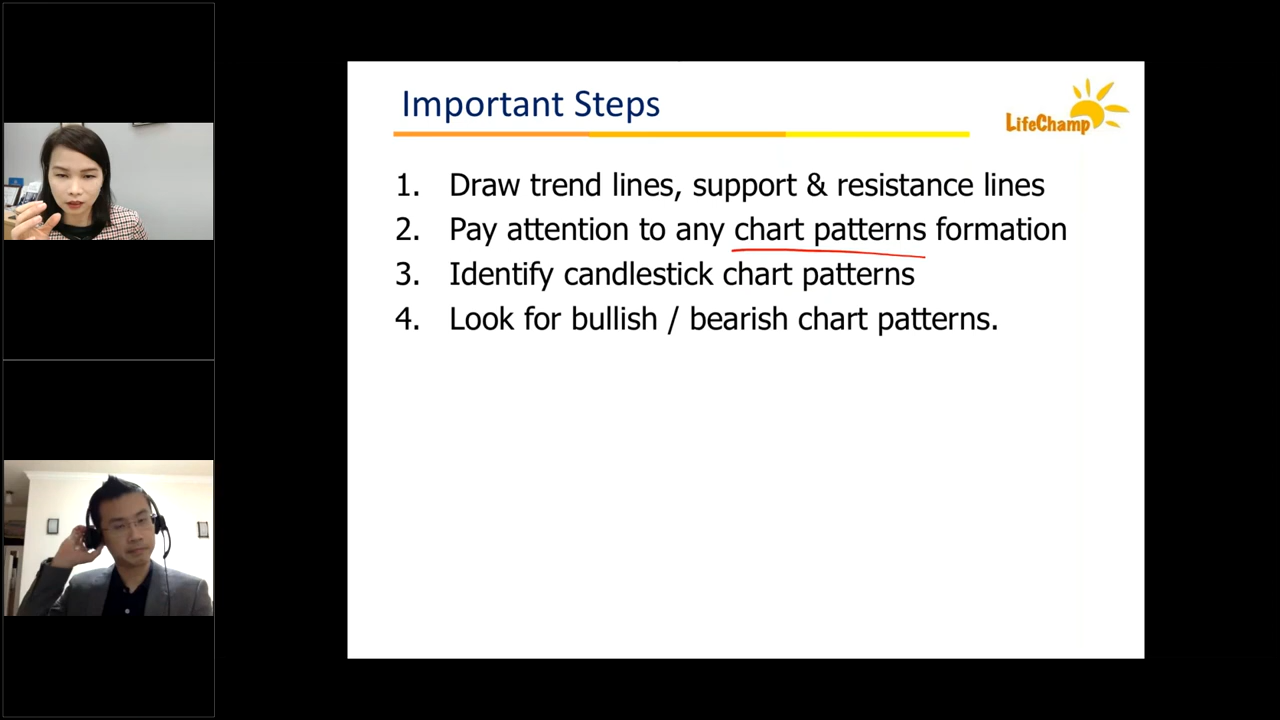 Important Steps
LifeChamp
1. Draw trend lines, support & resistance lines
2. Pay attention to any chart patterns formation
3. Identify candlestick chart patterns
4. Look for bullish / bearish chart patterns.